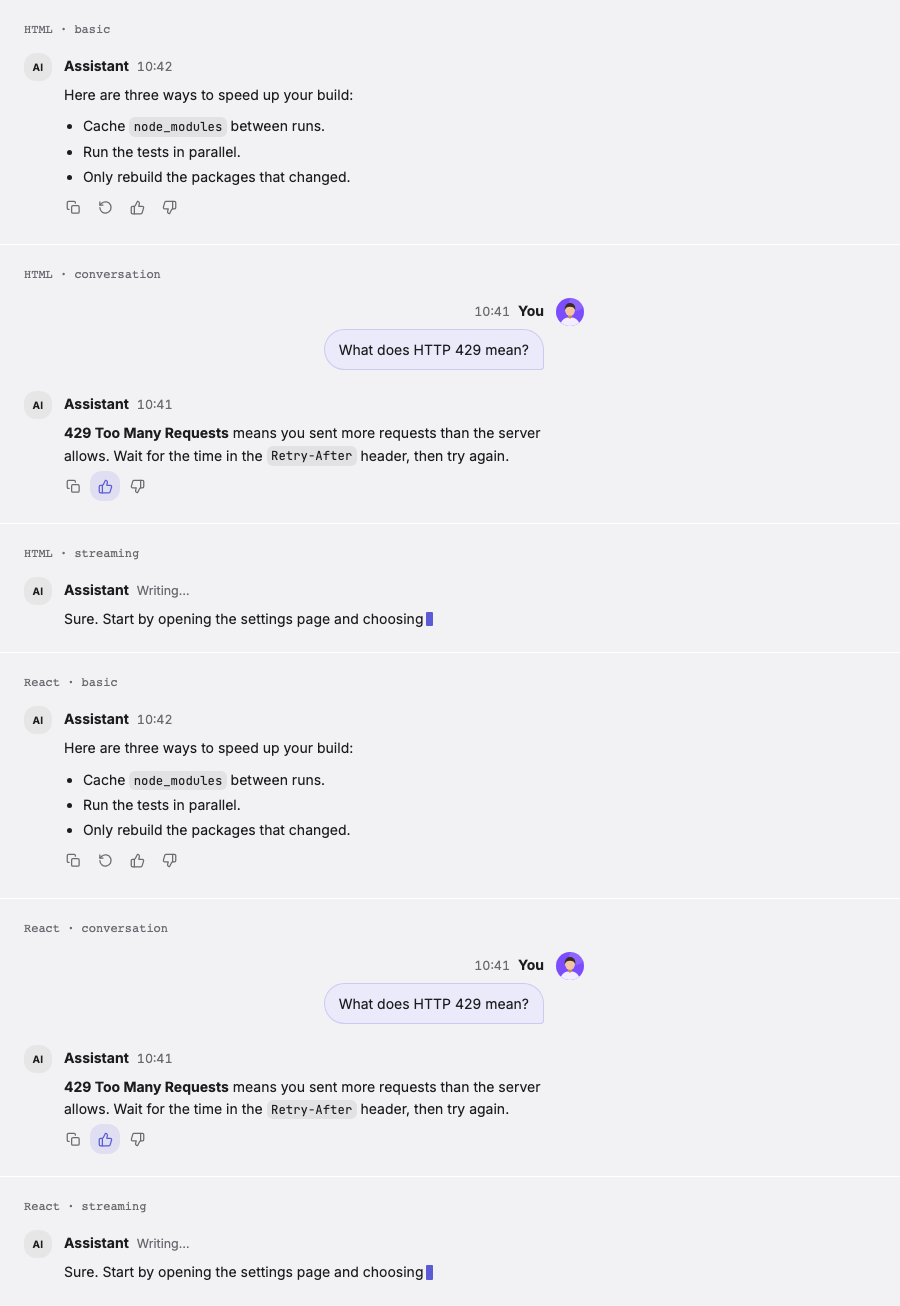 HTML · basic
AI Assistant 10:42
Here are three ways to speed up your build:
• Cache node_modules between runs.
• Run the tests in parallel.
• Only rebuild the packages that changed.
HTML · conversation
10:41 You
What does HTTP 429 mean?
AI Assistant 10:41
429 Too Many Requests means you sent more requests than the server
allows. Wait for the time in the Retry-After header, then try again.
HTML · streaming
AI Assistant Writing…
Sure. Start by opening the settings page and choosing
React · basic
AI Assistant 10:42
Here are three ways to speed up your build:
• Cache node_modules between runs.
• Run the tests in parallel.
• Only rebuild the packages that changed.
React · conversation
10:41 You
What does HTTP 429 mean?
AI Assistant 10:41
429 Too Many Requests means you sent more requests than the server
allows. Wait for the time in the Retry-After header, then try again.
React · streaming
AI Assistant Writing…
Sure. Start by opening the settings page and choosing